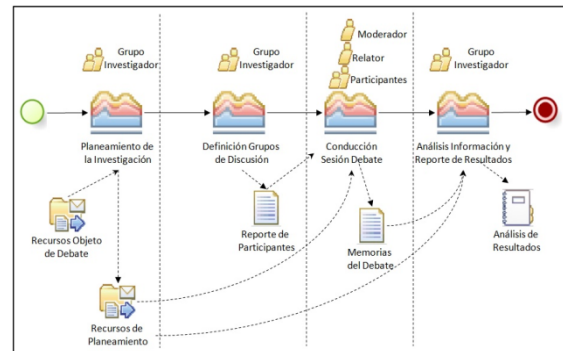 Grupo
Investigador
Planeamiento de
la Investigación
Recursos Objeto
de Debate
Recursos de
Planeamiento
Grupo
Investigador
Definición Grupos
de Discusión
Reporte de
Participantes
Moderador
Relator
Participantes
Conducción
Sesión Debate
Memorias
del Debate
Grupo
Investigador
Análisis Información y
Reporte de Resultados
Análisis de
Resultados